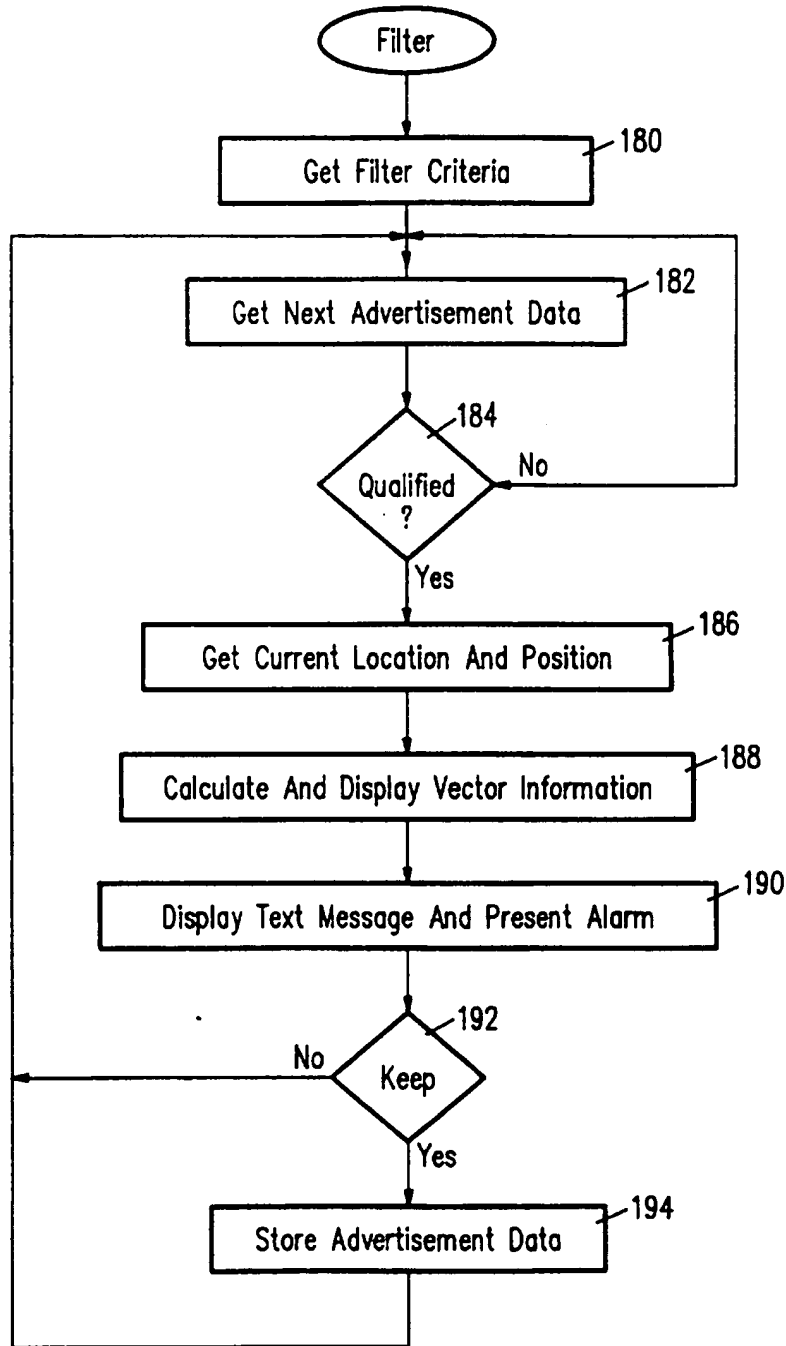 Filter
180
Get Filter Criteria
182
Get Next Advertisement Data
184
Qualified
?
No
Yes
186
Get Current Location And Position
188
Calculate And Display Vector Information
190
Display Text Message And Present Alarm
192
No
Keep
Yes
194
Store Advertisement Data